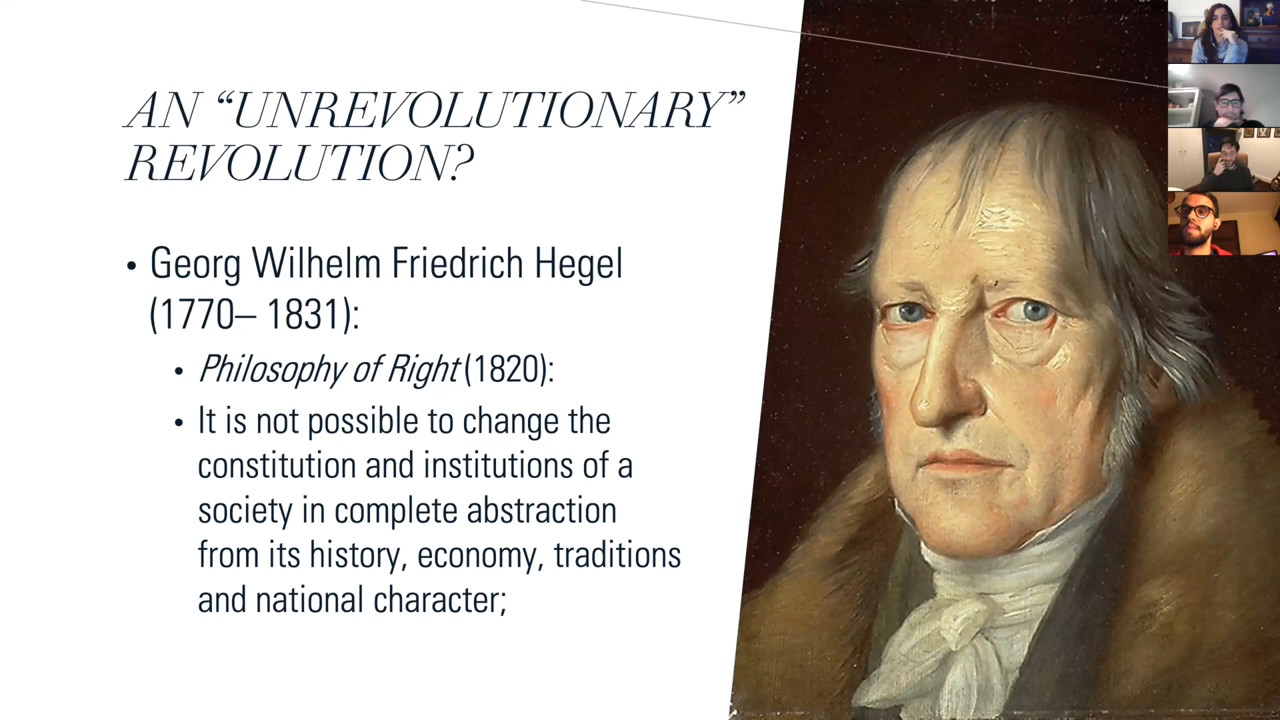 AN “UNREVOLUTIONARY”
REVOLUTION?
• Georg Wilhelm Friedrich Hegel
(1770– 1831):
• Philosophy of Right (1820):
• It is not possible to change the
constitution and institutions of a
society in complete abstraction
from its history, economy, traditions
and national character;